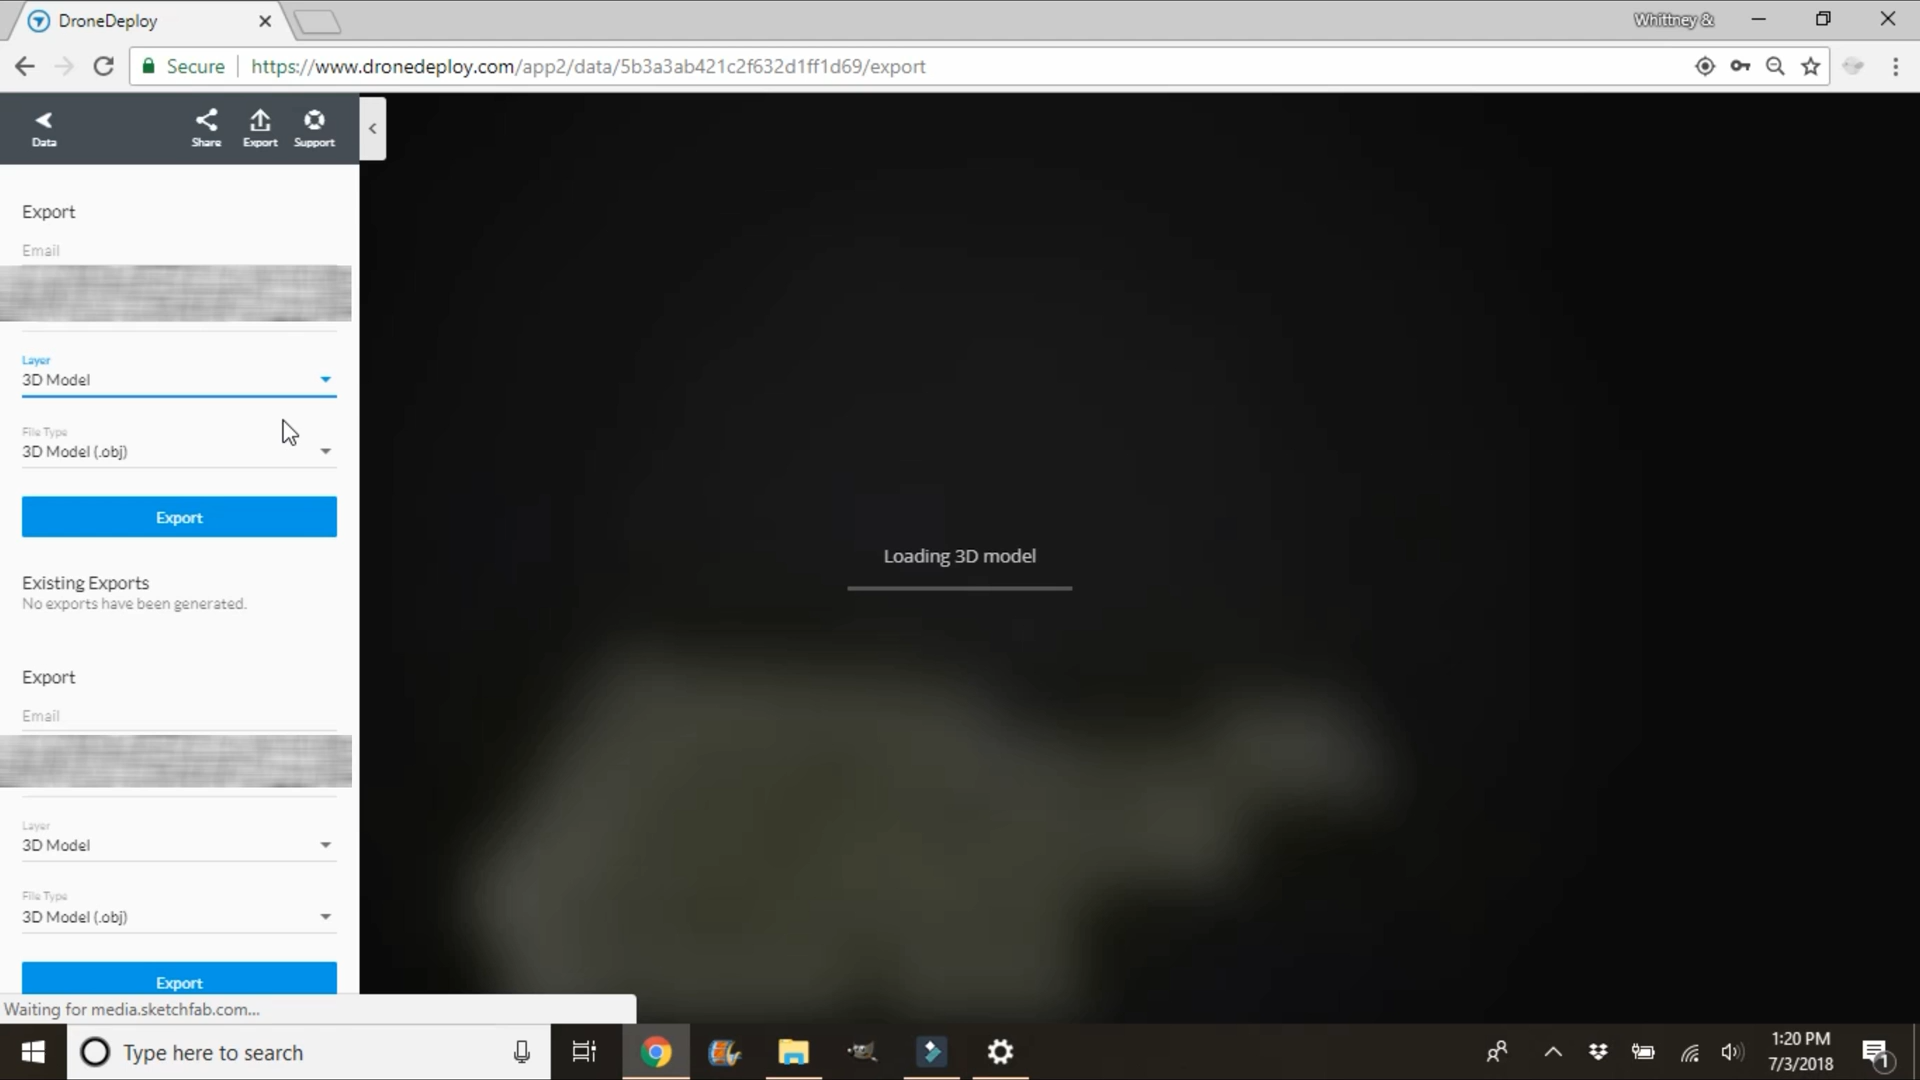 DroneDeploy
Whittney &
Secure
https://www.dronedeploy.com/app2/data/5b3a3ab421c2f632d1ff1d69/export
Data
Share
Export
Support
Export
Email
Layer
3D Model
File Type
3D Model (.obj)
Export
Existing Exports
No exports have been generated.
Export
Email
Layer
3D Model
File Type
3D Model (.obj)
Export
Loading 3D model
Waiting for media.sketchfab.com...
Type here to search
1:20 PM
7/3/2018
1